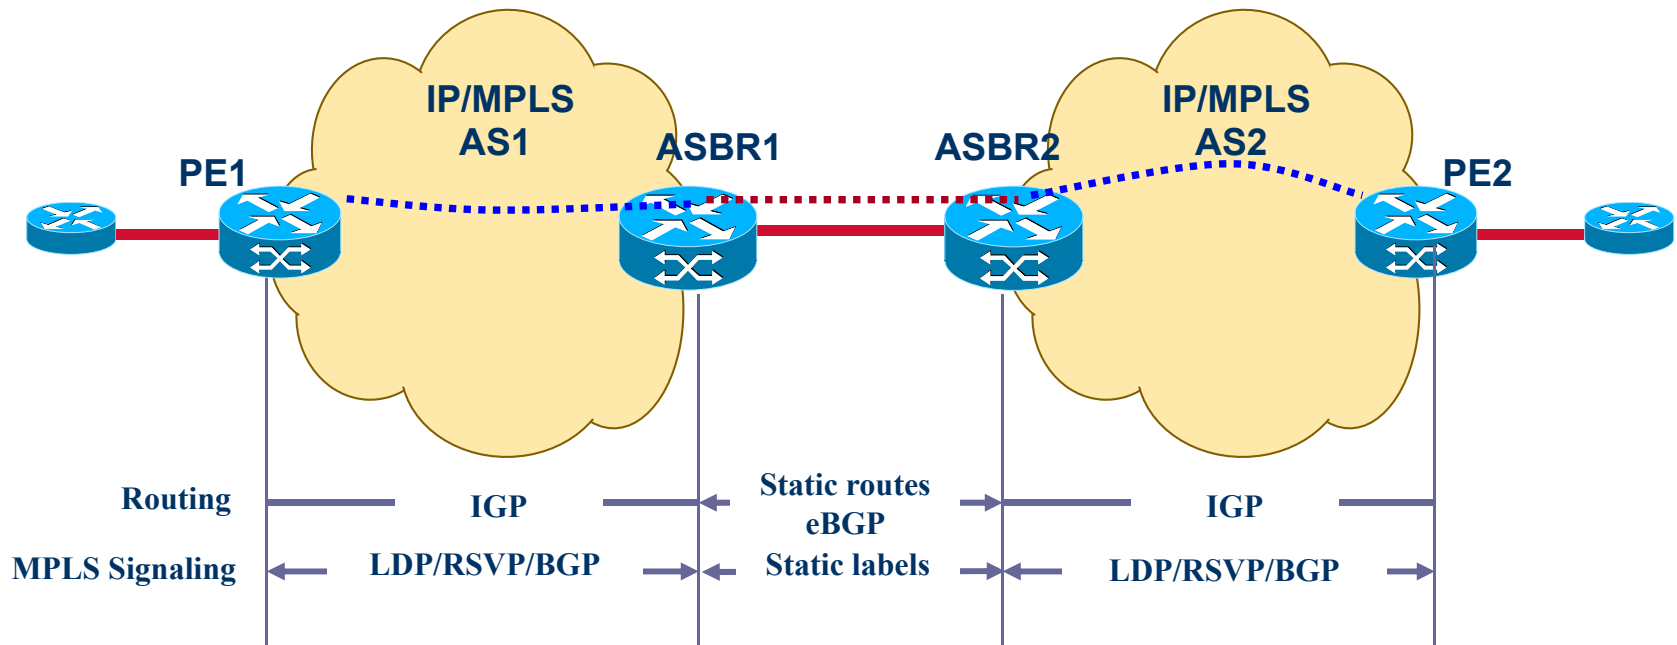 IP/MPLS
AS1
IP/MPLS
AS2
PE1
ASBR1
ASBR2
PE2
Routing
IGP
Static routes
eBGP
IGP
MPLS Signaling
LDP/RSVP/BGP
Static labels
LDP/RSVP/BGP